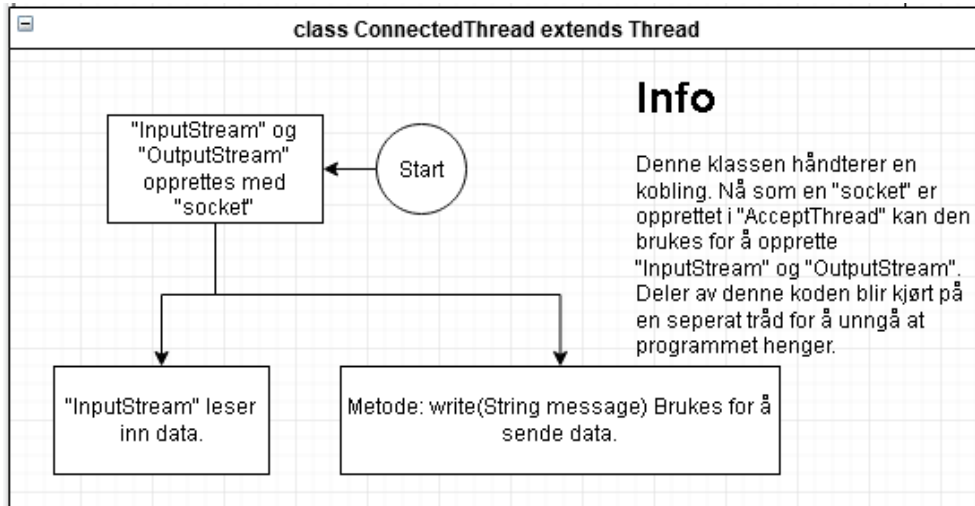 class ConnectedThread extends Thread
"InputStream" og
"OutputStream"
opprettes med
"socket"
Start
Info
Denne klassen håndterer en
kobling. Nå som en "socket" er
opprettet i "AcceptThread" kan den
brukes for å opprette
"InputStream" og "OutputStream".
Deler av denne koden blir kjørt på
en seperat tråd for å unngå at
programmet henger.
"InputStream" leser
inn data.
Metode: write(String message) Brukes for å
sende data.